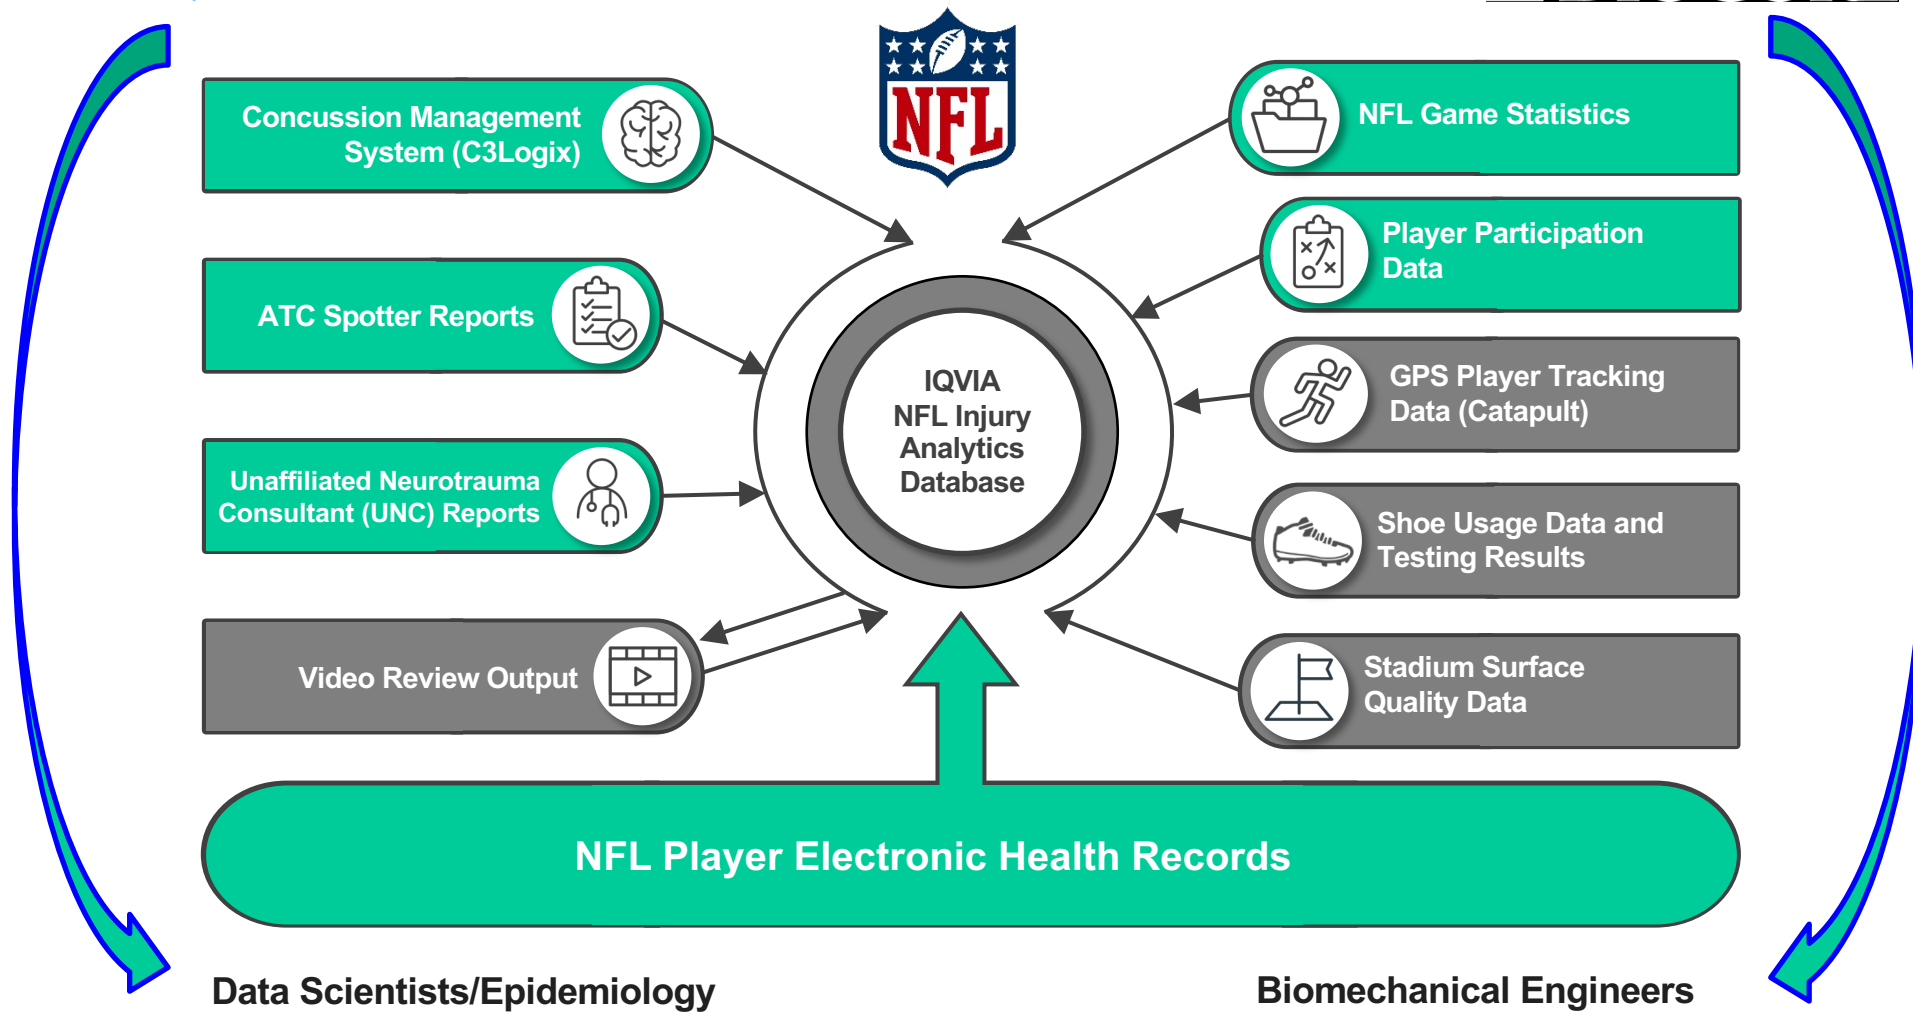 NFL
Concussion Management
System (C3Logix)
ATC Spotter Reports
Unaffiliated Neurotrauma
Consultant (UNC) Reports
Video Review Output
IQVIA
NFL Injury
Analytics
Database
NFL Game Statistics
Player Participation
Data
GPS Player Tracking
Data (Catapult)
Shoe Usage Data and
Testing Results
Stadium Surface
Quality Data
NFL Player Electronic Health Records
Data Scientists/Epidemiology
Biomechanical Engineers